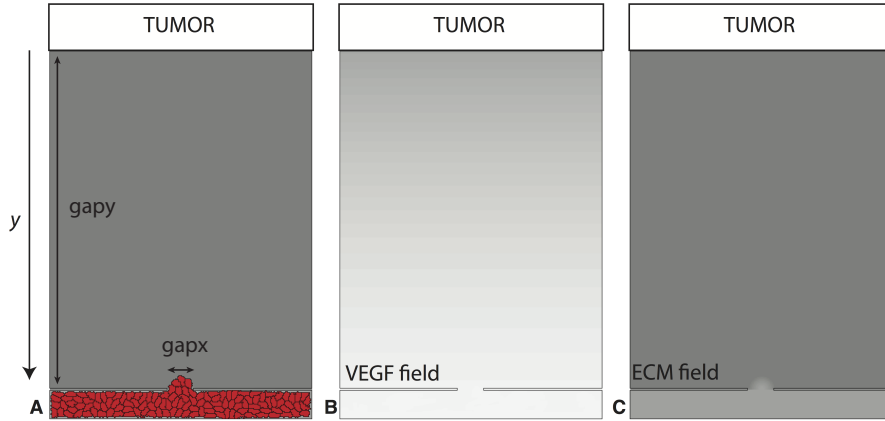 TUMOR
TUMOR
TUMOR
gapy
y
gapx
VEGF field
ECM field
A
B
C